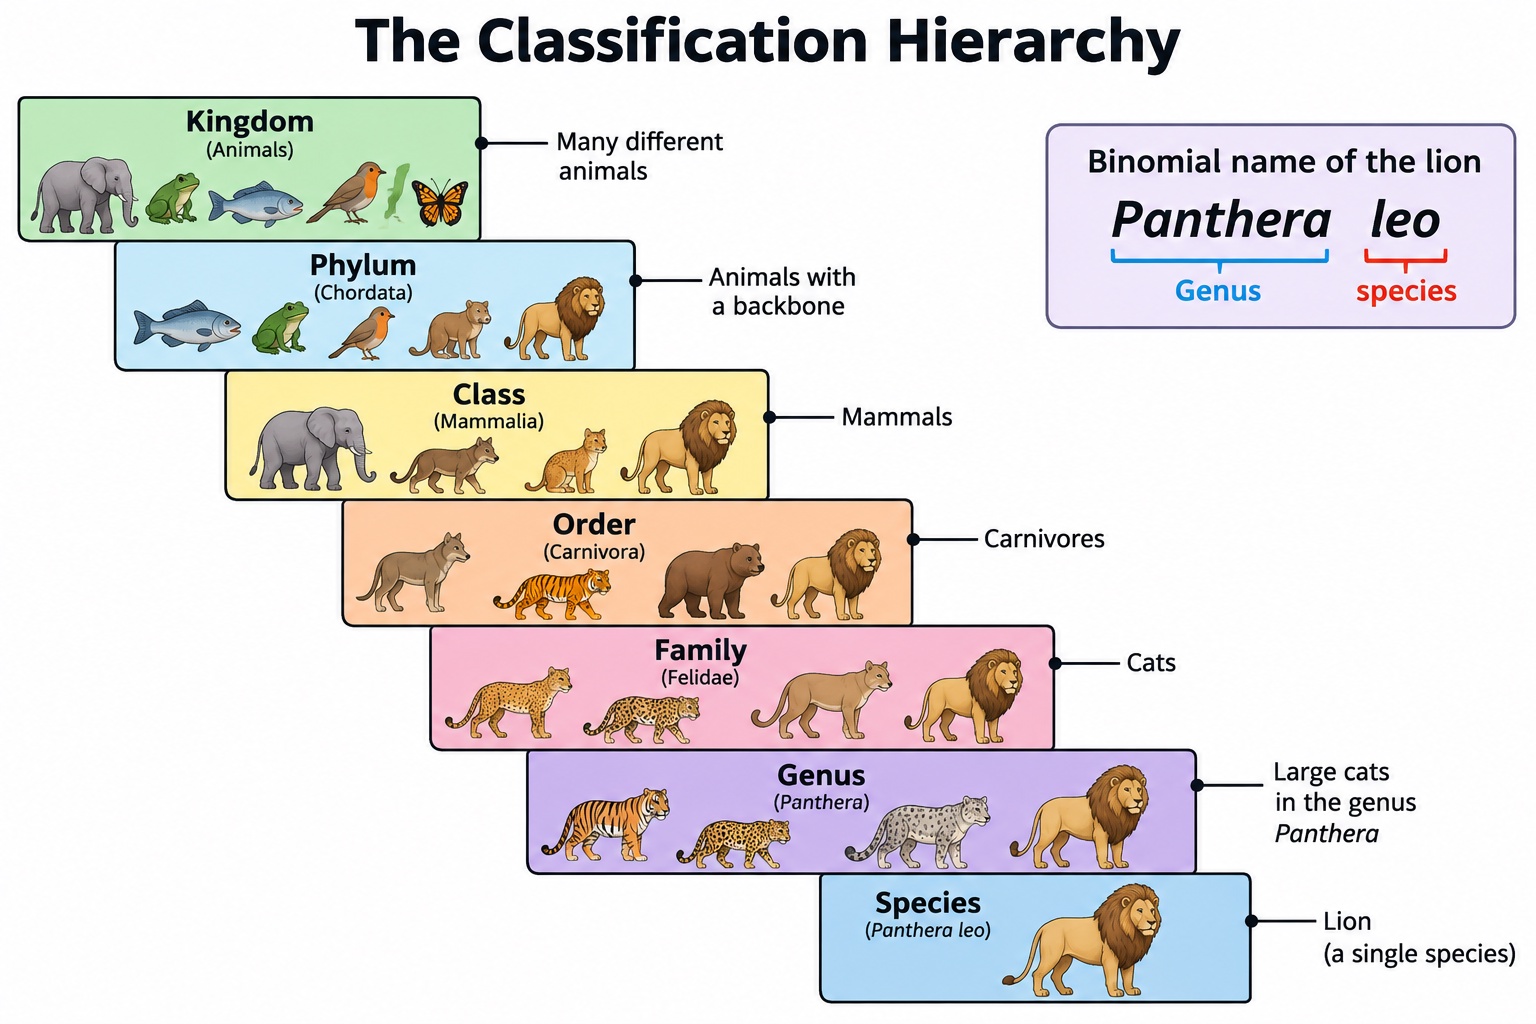 The Classification Hierarchy
Kingdom
(Animals)
Many different
animals
Binomial name of the lion
Panthera leo
Genus species
Phylum
(Chordata)
Animals with
a backbone
Class
(Mammalia)
Mammals
Order
(Carnivora)
Carnivores
Family
(Felidae)
Cats
Genus
(Panthera)
Large cats
in the genus
Panthera
Species
(Panthera leo)
Lion
(a single species)